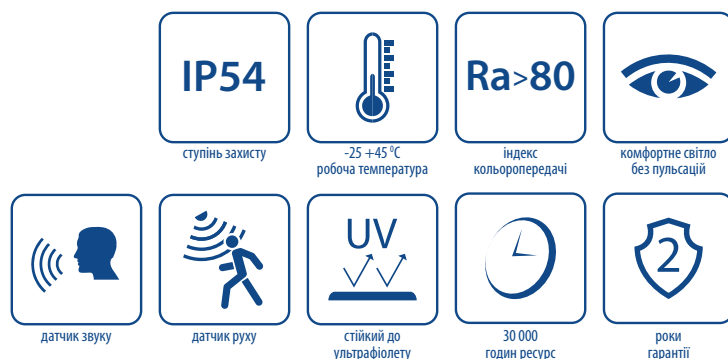 IP54
ступінь захисту
-25 +45 ⁰C
робоча температура
Ra>80
індекс
кольоропередачі
комфортне світло
без пульсацій
датчик звуку
датчик руху
UV
стійкий до
ультрафіолету
30 000
годин ресурс
2
роки
гарантії